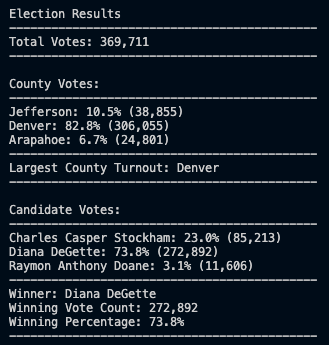 Election Results
----------------------------------------
Total Votes: 369,711
----------------------------------------
County Votes:
----------------------------------------
Jefferson: 10.5% (38,855)
Denver: 82.8% (306,055)
Arapahoe: 6.7% (24,801)
----------------------------------------
Largest County Turnout: Denver
----------------------------------------
Candidate Votes:
----------------------------------------
Charles Casper Stockham: 23.0% (85,213)
Diana DeGette: 73.8% (272,892)
Raymon Anthony Doane: 3.1% (11,606)
----------------------------------------
Winner: Diana DeGette
Winning Vote Count: 272,892
Winning Percentage: 73.8%
----------------------------------------